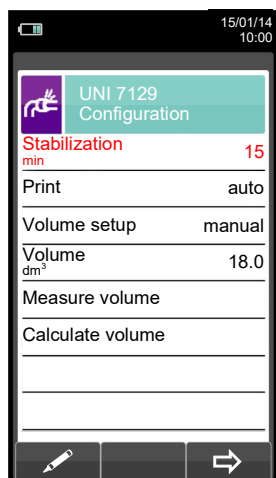 15/01/14
10:00
UNI 7129
Configuration
Stabilization
min
15
Print auto
Volume setup manual
Volume
dm³
18.0
Measure volume
Calculate volume